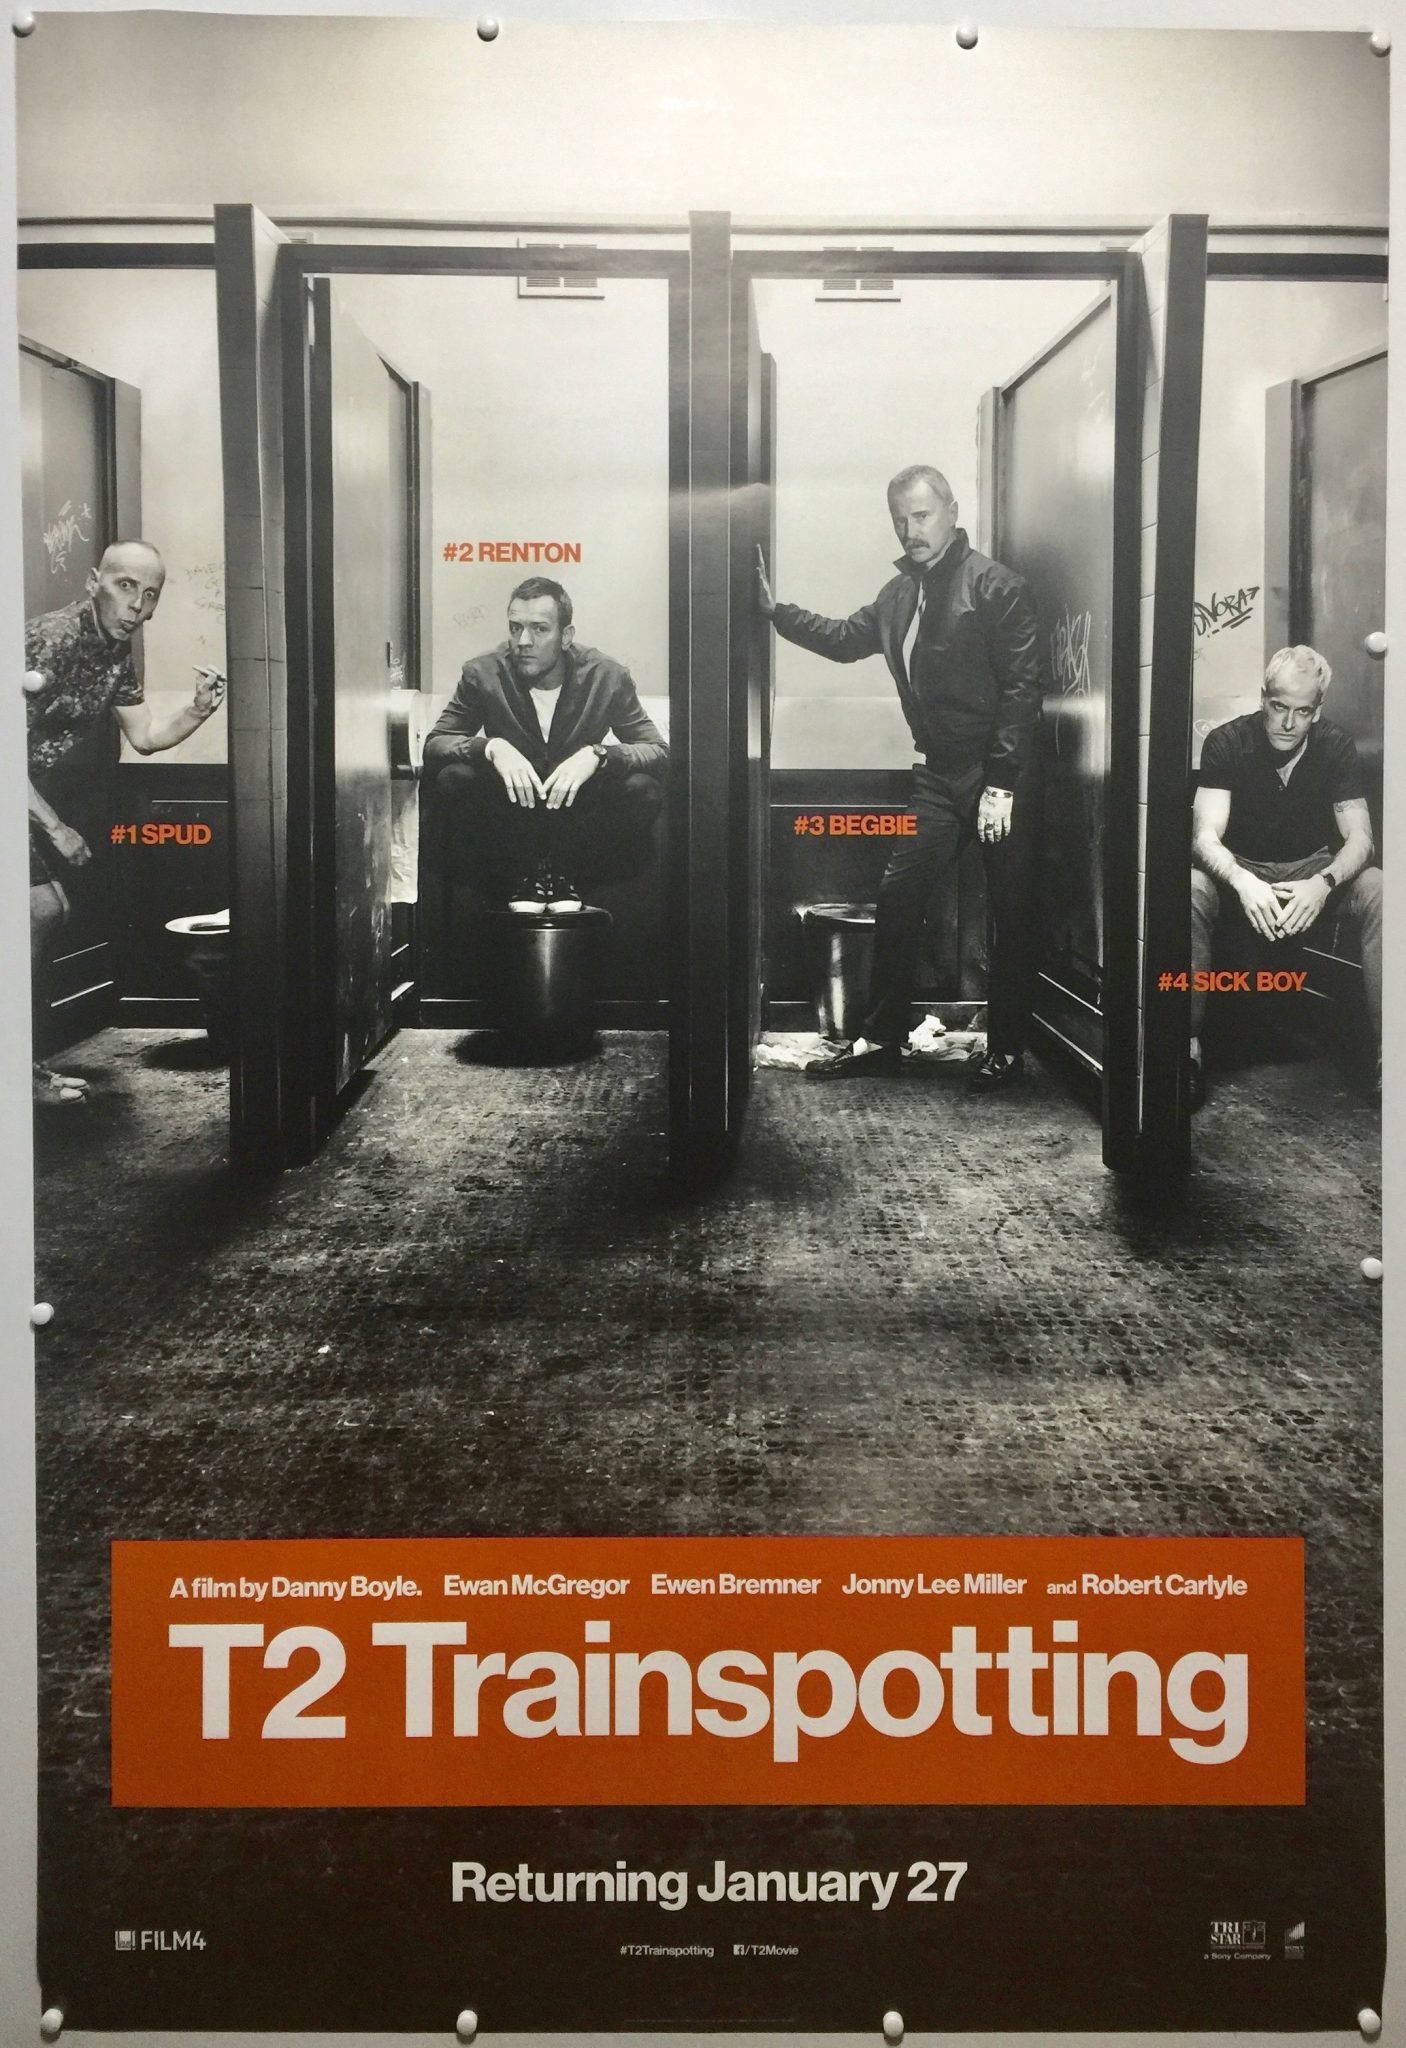 #2 RENTON
#1 SPUD
#3 BEGBIE
#4 SICK BOY
A film by Danny Boyle. Ewan McGregor Ewen Bremner Jonny Lee Miller and Robert Carlyle
T2 Trainspotting
Returning January 27
FILM4
#T2Trainspotting /T2Movie
TRI STAR
a Sony Company